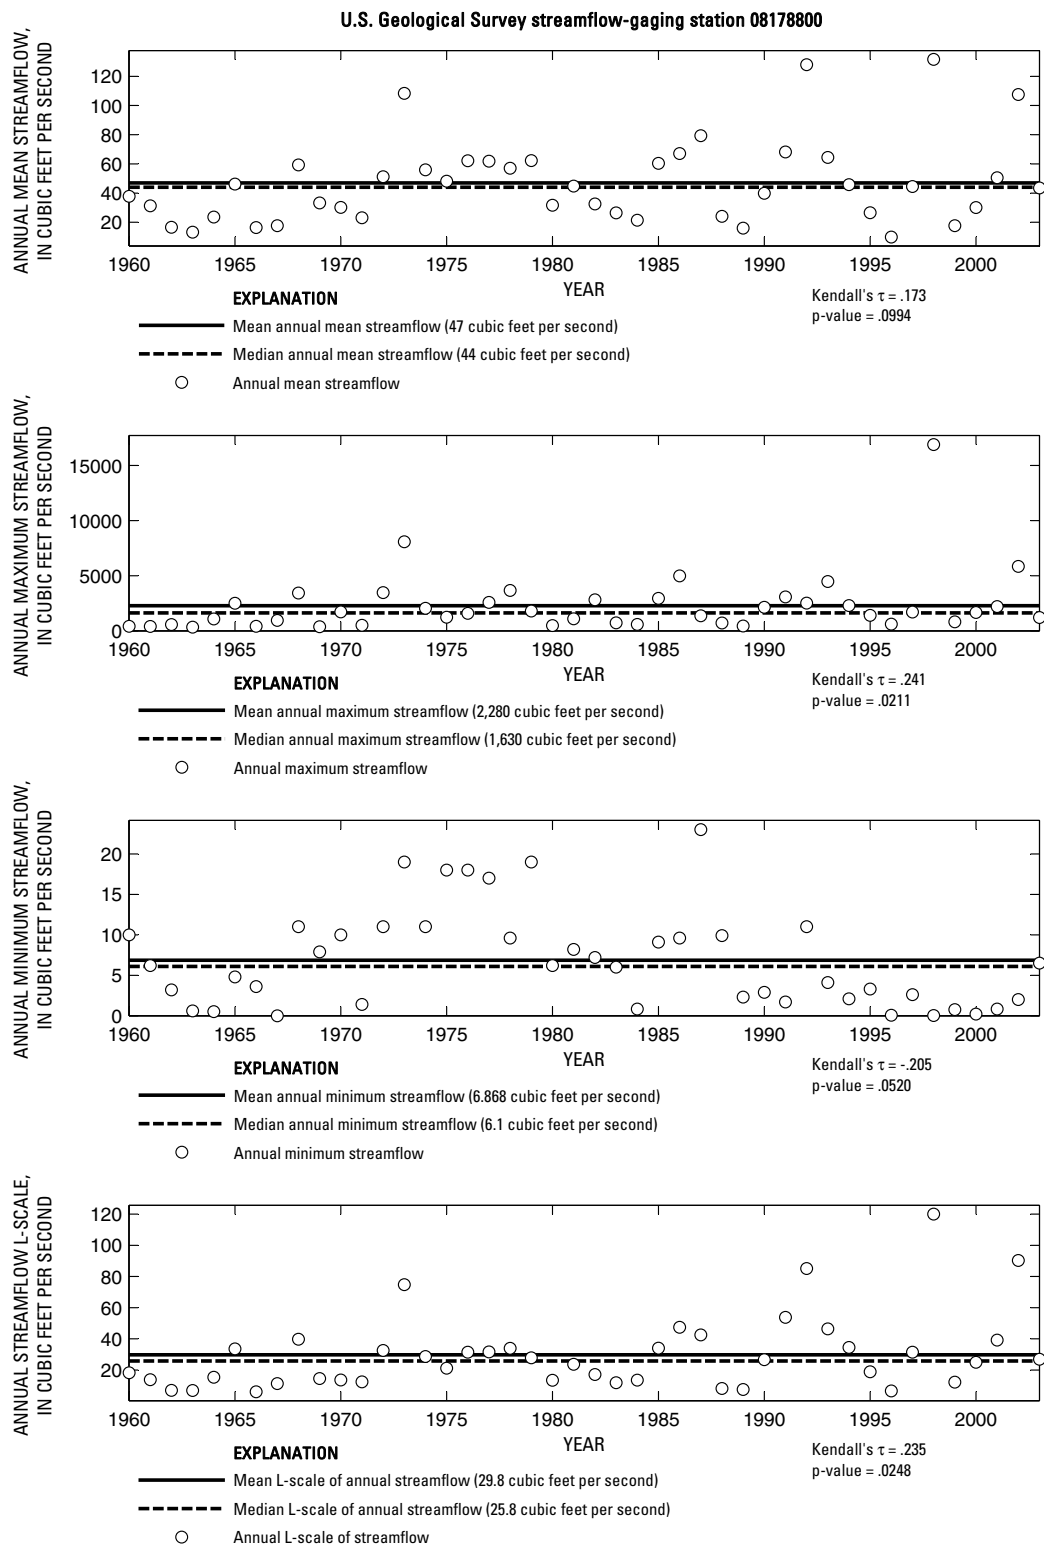 U.S. Geological Survey streamflow-gaging station 08178800
ANNUAL MEAN STREAMFLOW,
IN CUBIC FEET PER SECOND
120
100
80
60
40
20
1960 1965 1970 1975 1980 1985 1990 1995 2000
YEAR
Kendall's τ = .173
p-value = .0994
EXPLANATION
Mean annual mean streamflow (47 cubic feet per second)
Median annual mean streamflow (44 cubic feet per second)
Annual mean streamflow
ANNUAL MAXIMUM STREAMFLOW,
IN CUBIC FEET PER SECOND
15000
10000
5000
0
1960 1965 1970 1975 1980 1985 1990 1995 2000
YEAR
Kendall's τ = .241
p-value = .0211
EXPLANATION
Mean annual maximum streamflow (2,280 cubic feet per second)
Median annual maximum streamflow (1,630 cubic feet per second)
Annual maximum streamflow
ANNUAL MINIMUM STREAMFLOW,
IN CUBIC FEET PER SECOND
20
15
10
5
0
1960 1965 1970 1975 1980 1985 1990 1995 2000
YEAR
Kendall's τ = -.205
p-value = .0520
EXPLANATION
Mean annual minimum streamflow (6.868 cubic feet per second)
Median annual minimum streamflow (6.1 cubic feet per second)
Annual minimum streamflow
ANNUAL STREAMFLOW L-SCALE,
IN CUBIC FEET PER SECOND
120
100
80
60
40
20
1960 1965 1970 1975 1980 1985 1990 1995 2000
YEAR
Kendall's τ = .235
p-value = .0248
EXPLANATION
Mean L-scale of annual streamflow (29.8 cubic feet per second)
Median L-scale of annual streamflow (25.8 cubic feet per second)
Annual L-scale of streamflow